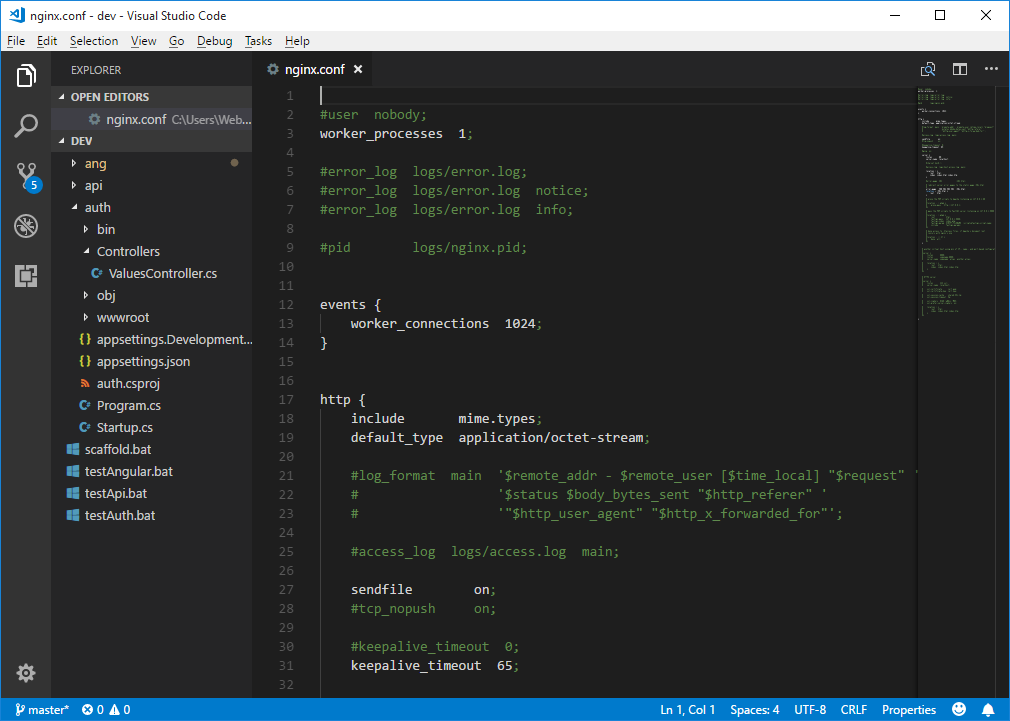 nginx.conf - dev - Visual Studio Code
File Edit Selection View Go Debug Tasks Help
EXPLORER
OPEN EDITORS
nginx.conf C:\Users\Web...
DEV
ang
api
auth
bin
Controllers
ValuesController.cs
obj
wwwroot
appsettings.Development...
appsettings.json
auth.csproj
Program.cs
Startup.cs
scaffold.bat
testAngular.bat
testApi.bat
testAuth.bat
5
nginx.conf
1
2 #user  nobody;
3 worker_processes  1;
4
5 #error_log  logs/error.log;
6 #error_log  logs/error.log  notice;
7 #error_log  logs/error.log  info;
8
9 #pid        logs/nginx.pid;
10
11
12 events {
13     worker_connections  1024;
14 }
15
16
17 http {
18     include       mime.types;
19     default_type  application/octet-stream;
20
21     #log_format  main  '$remote_addr - $remote_user [$time_local] "$request" '
22     #                  '$status $body_bytes_sent "$http_referer" '
23     #                  '"$http_user_agent" "$http_x_forwarded_for"';
24
25     #access_log  logs/access.log  main;
26
27     sendfile        on;
28     #tcp_nopush     on;
29
30     #keepalive_timeout  0;
31     keepalive_timeout  65;
32
master* 0 0 Ln 1, Col 1 Spaces: 4 UTF-8 CRLF Properties